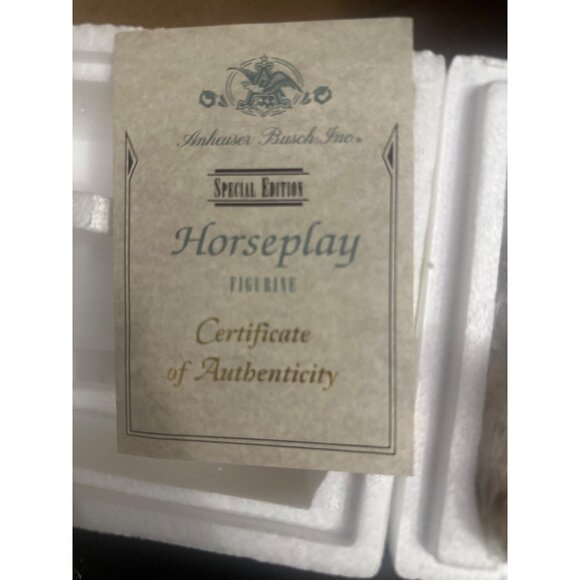 Anheuser Busch, Inc.®
SPECIAL EDITION
Horseplay
FIGURINE
Certificate
of Authenticity